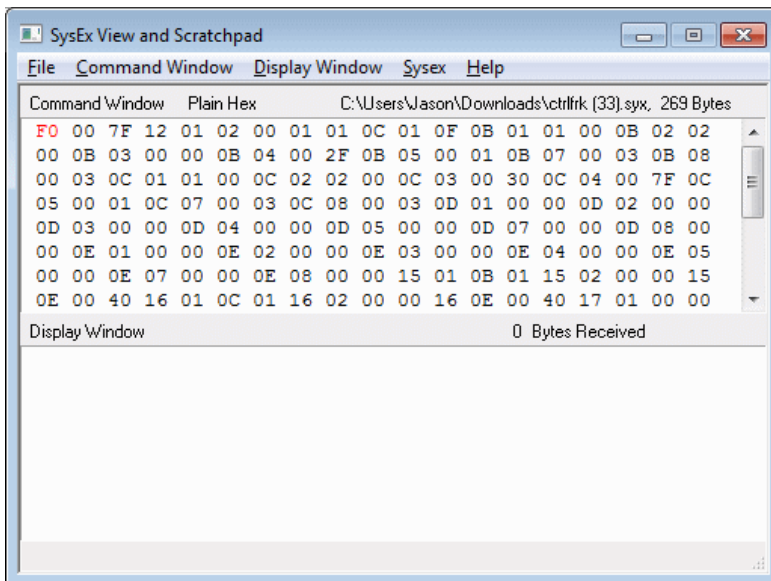 SysEx View and Scratchpad
File Command Window Display Window Sysex Help
Command Window Plain Hex C:\Users\Jason\Downloads\ctrlfrk (33).syx, 269 Bytes
F0 00 7F 12 01 02 00 01 01 0C 01 0F 0B 01 01 00 0B 02 02
00 0B 03 00 00 0B 04 00 2F 0B 05 00 01 0B 07 00 03 0B 08
00 03 0C 01 01 00 0C 02 02 00 0C 03 00 30 0C 04 00 7F 0C
05 00 01 0C 07 00 03 0C 08 00 03 0D 01 00 00 0D 02 00 00
0D 03 00 00 0D 04 00 00 0D 05 00 00 0D 07 00 00 0D 08 00
00 0E 01 00 00 0E 02 00 00 0E 03 00 00 0E 04 00 00 0E 05
00 00 0E 07 00 00 0E 08 00 00 15 01 0B 01 15 02 00 00 15
0E 00 40 16 01 0C 01 16 02 00 00 16 0E 00 40 17 01 00 00
Display Window 0 Bytes Received